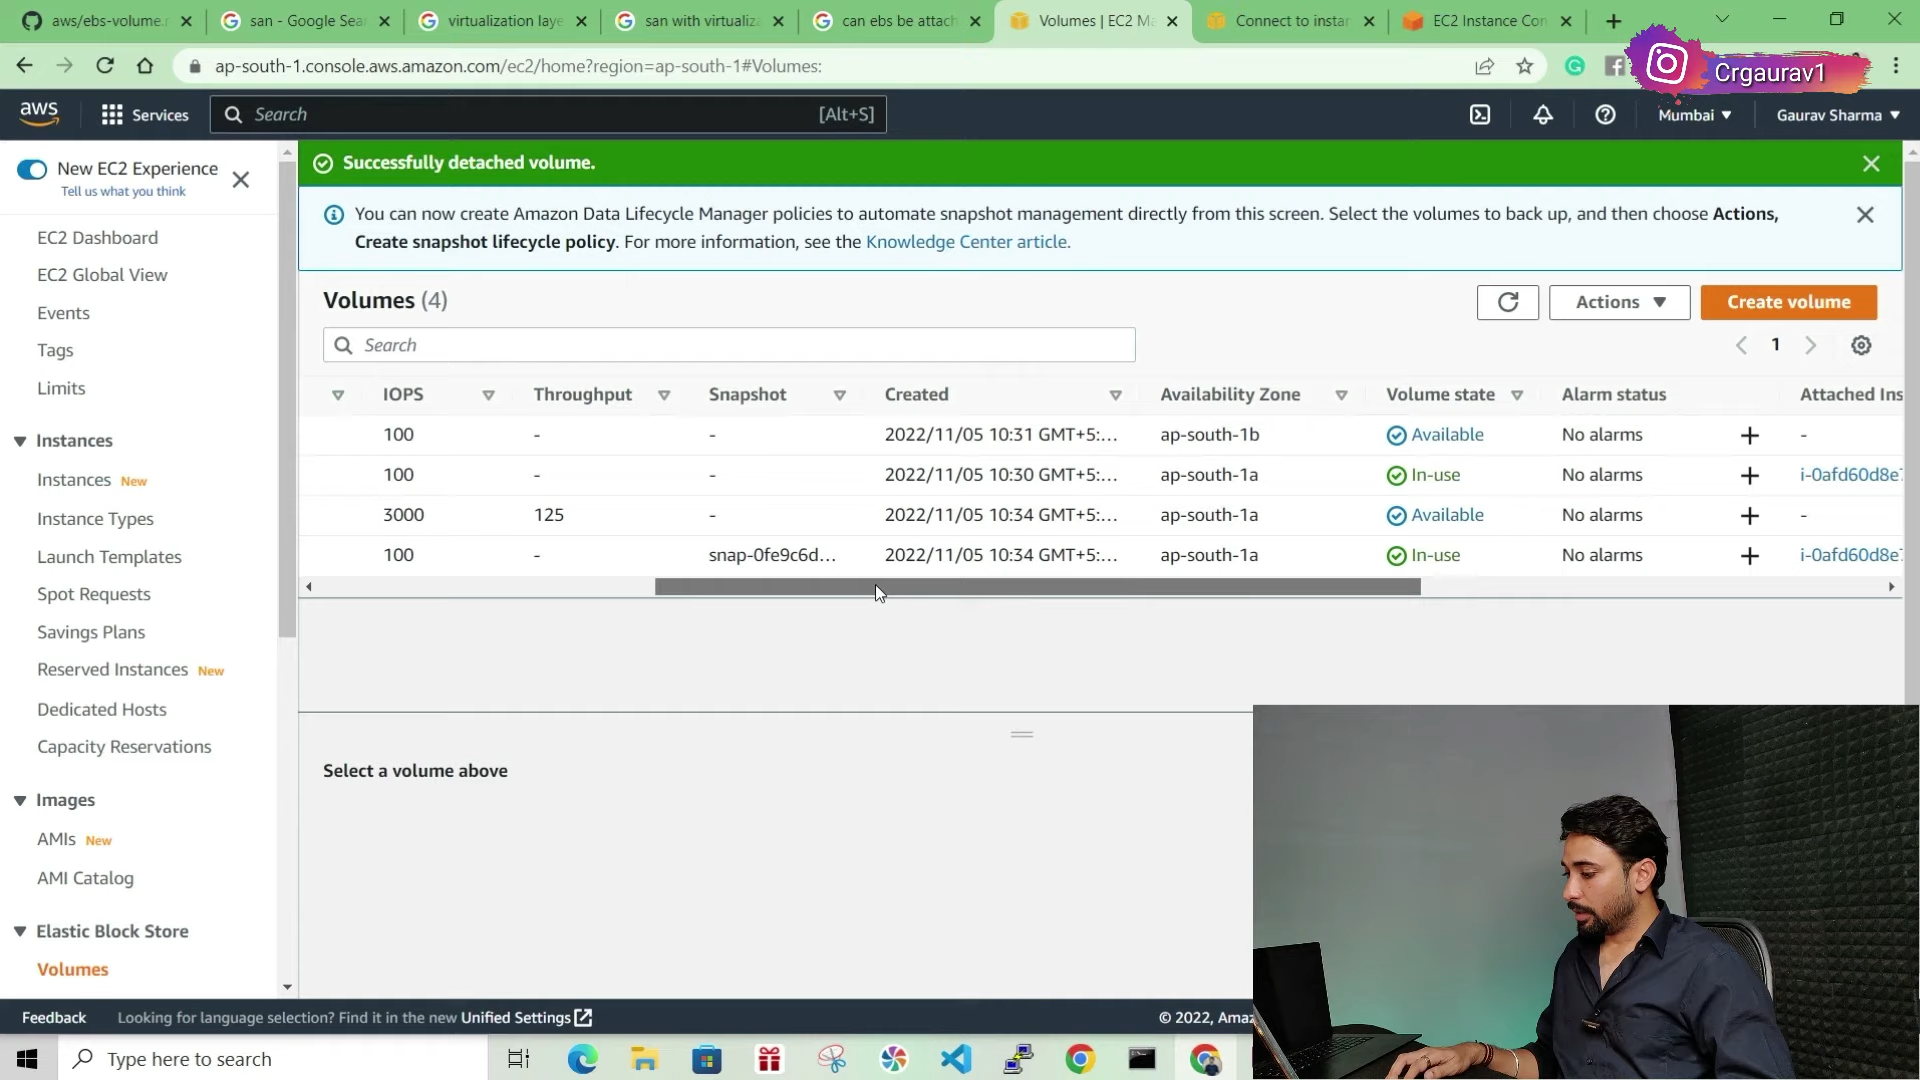 aws/ebs-volume.r
san - Google Sea
virtualization laye
san with virtualiza
can ebs be attach
Volumes | EC2 Ma
Connect to instan
EC2 Instance Con
ap-south-1.console.aws.amazon.com/ec2/home?region=ap-south-1#Volumes:
Crgaurav1
aws
Services
Search
[Alt+S]
Mumbai
Gaurav Sharma
New EC2 Experience
Tell us what you think
EC2 Dashboard
EC2 Global View
Events
Tags
Limits
Instances
Instances New
Instance Types
Launch Templates
Spot Requests
Savings Plans
Reserved Instances New
Dedicated Hosts
Capacity Reservations
Images
AMIs New
AMI Catalog
Elastic Block Store
Volumes
Successfully detached volume.
You can now create Amazon Data Lifecycle Manager policies to automate snapshot management directly from this screen. Select the volumes to back up, and then choose Actions,
Create snapshot lifecycle policy. For more information, see the Knowledge Center article.
Volumes (4)
Actions
Create volume
Search
1
IOPS Throughput Snapshot Created Availability Zone Volume state Alarm status Attached Ins
100 - - 2022/11/05 10:31 GMT+5:... ap-south-1b Available No alarms + -
100 - - 2022/11/05 10:30 GMT+5:... ap-south-1a In-use No alarms + i-0afd60d8e7
3000 125 - 2022/11/05 10:34 GMT+5:... ap-south-1a Available No alarms + -
100 - snap-0fe9c6d... 2022/11/05 10:34 GMT+5:... ap-south-1a In-use No alarms + i-0afd60d8e7
Select a volume above
Feedback
Looking for language selection? Find it in the new Unified Settings
© 2022, Amaz
Type here to search